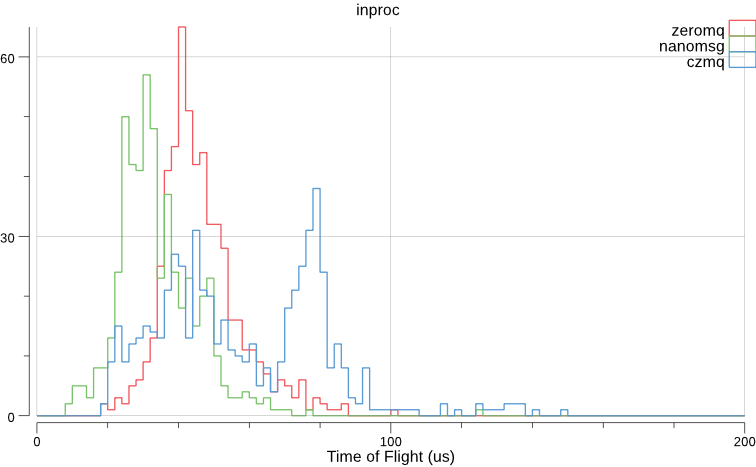 inproc
zeromq
nanomsg
czmq
60
30
0
0 100 200
Time of Flight (us)